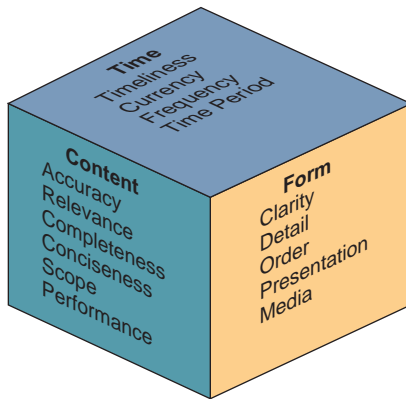 Time
Timeliness
Currency
Frequency
Time Period
Content
Accuracy
Relevance
Completeness
Conciseness
Scope
Performance
Form
Clarity
Detail
Order
Presentation
Media